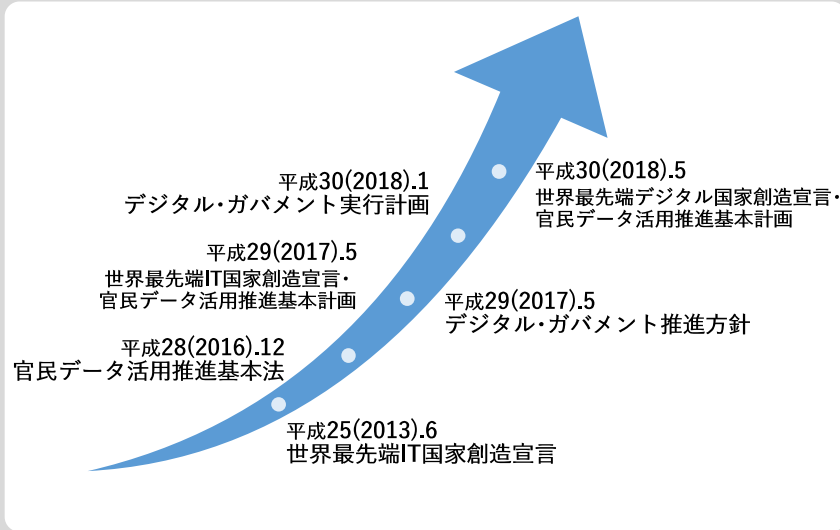 平成30(2018).1
デジタル・ガバメント実行計画
平成30(2018).5
世界最先端デジタル国家創造宣言・
官民データ活用推進基本計画
平成29(2017).5
世界最先端IT国家創造宣言・
官民データ活用推進基本計画
平成29(2017).5
デジタル・ガバメント推進方針
平成28(2016).12
官民データ活用推進基本法
平成25(2013).6
世界最先端IT国家創造宣言